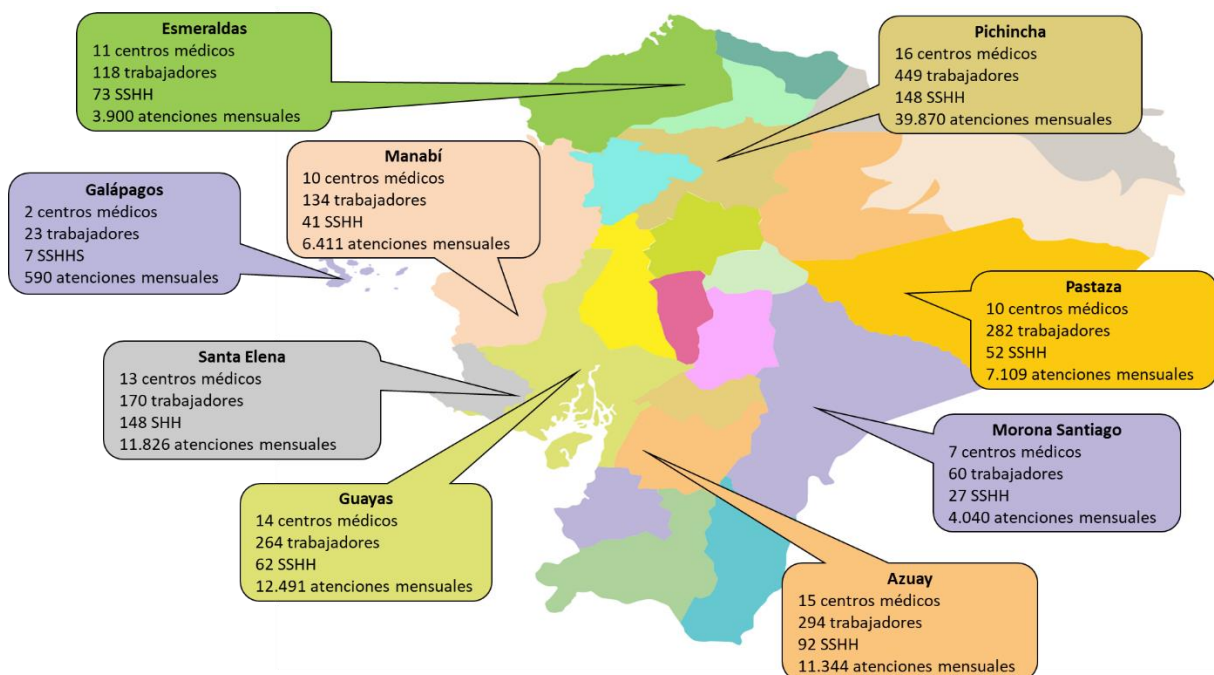 Esmeraldas
11 centros médicos
118 trabajadores
73 SSHH
3.900 atenciones mensuales
Pichincha
16 centros médicos
449 trabajadores
148 SSHH
39.870 atenciones mensuales
Manabí
10 centros médicos
134 trabajadores
41 SSHH
6.411 atenciones mensuales
Galápagos
2 centros médicos
23 trabajadores
7 SSHHS
590 atenciones mensuales
Pastaza
10 centros médicos
282 trabajadores
52 SSHH
7.109 atenciones mensuales
Santa Elena
13 centros médicos
170 trabajadores
148 SHH
11.826 atenciones mensuales
Morona Santiago
7 centros médicos
60 trabajadores
27 SSHH
4.040 atenciones mensuales
Guayas
14 centros médicos
264 trabajadores
62 SSHH
12.491 atenciones mensuales
Azuay
15 centros médicos
294 trabajadores
92 SSHH
11.344 atenciones mensuales